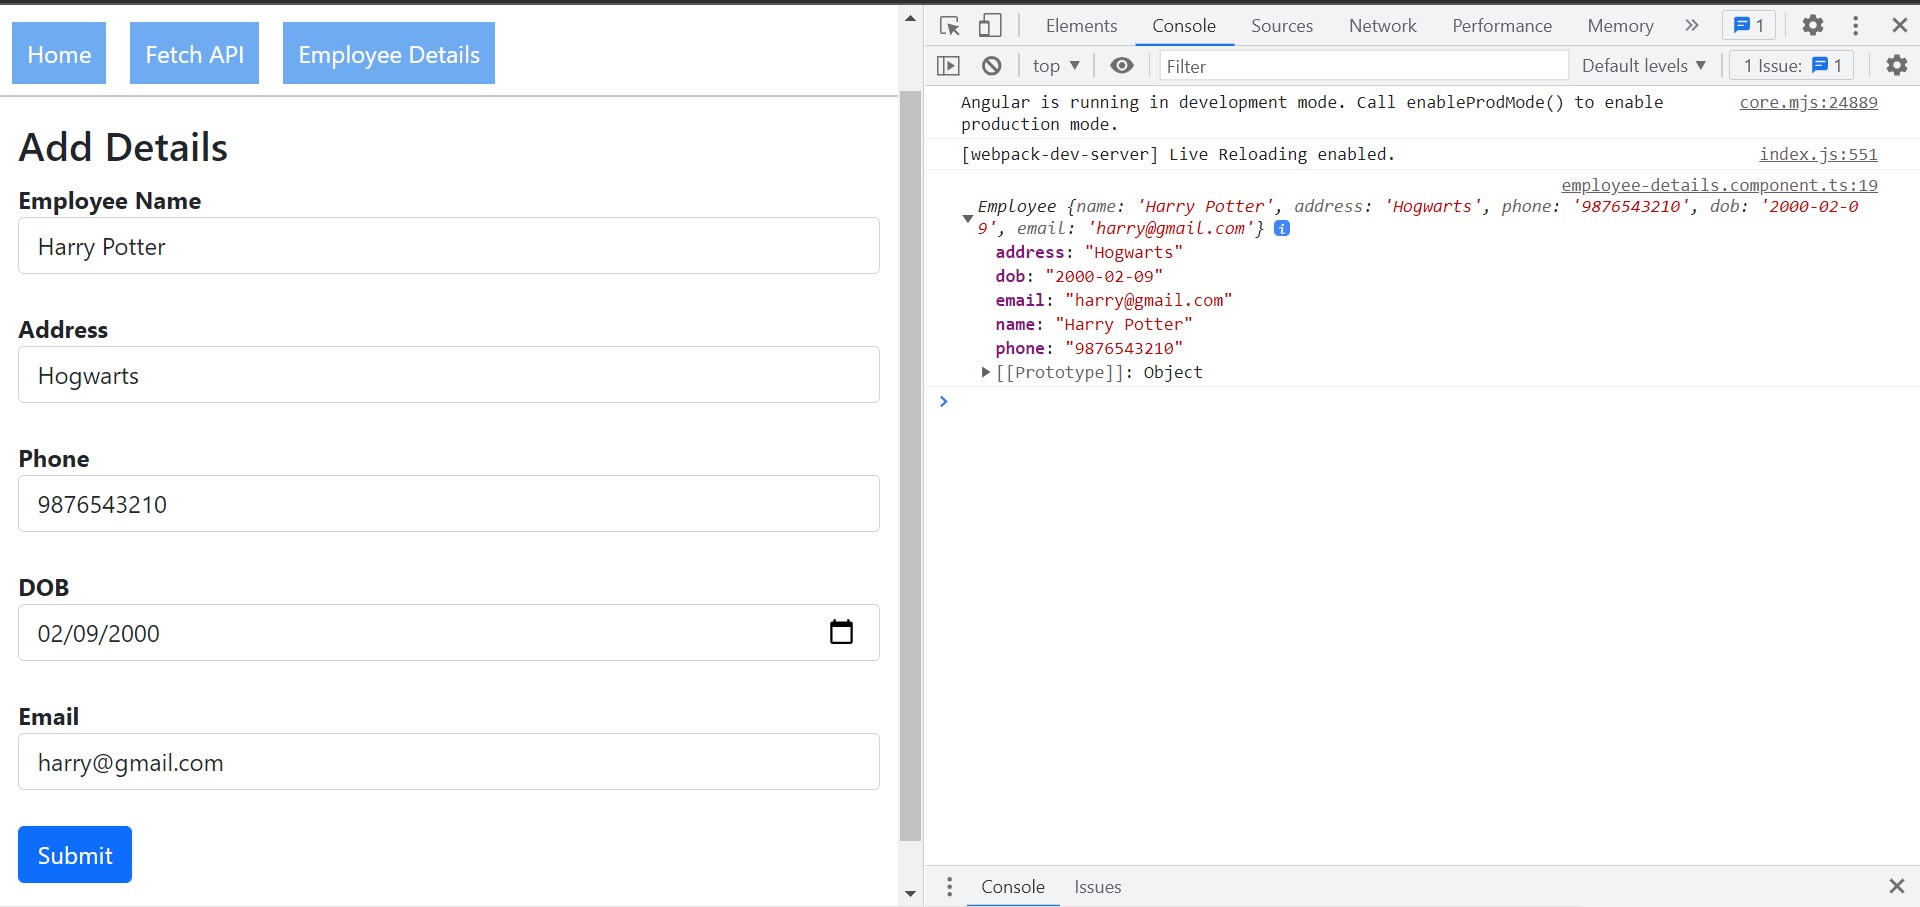 Home Fetch API Employee Details
Add Details
Employee Name
Harry Potter
Address
Hogwarts
Phone
9876543210
DOB
02/09/2000
Email
harry@gmail.com
Submit
Elements Console Sources Network Performance Memory 1
top Filter Default levels 1 Issue: 1
Angular is running in development mode. Call enableProdMode() to enable core.mjs:24889
production mode.
[webpack-dev-server] Live Reloading enabled. index.js:551
employee-details.component.ts:19
Employee {name: 'Harry Potter', address: 'Hogwarts', phone: '9876543210', dob: '2000-02-0
9', email: 'harry@gmail.com'} i
address: "Hogwarts"
dob: "2000-02-09"
email: "harry@gmail.com"
name: "Harry Potter"
phone: "9876543210"
[[Prototype]]: Object
Console Issues